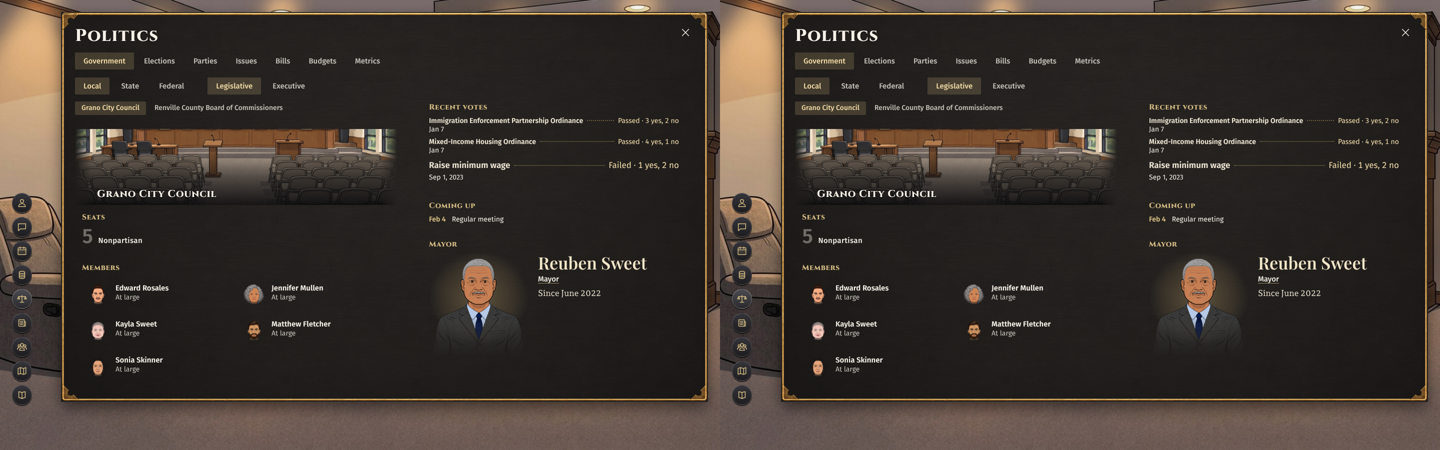 Politics
Government Elections Parties Issues Bills Budgets Metrics
Local State Federal Legislative Executive
Grano City Council Renville County Board of Commissioners
Grano City Council
Seats
5 Nonpartisan
Members
Edward Rosales
At large
Jennifer Mullen
At large
Kayla Sweet
At large
Matthew Fletcher
At large
Sonia Skinner
At large
Recent votes
Immigration Enforcement Partnership Ordinance Passed · 3 yes, 2 no
Jan 7
Mixed-Income Housing Ordinance Passed · 4 yes, 1 no
Jan 7
Raise minimum wage Failed · 1 yes, 2 no
Sep 1, 2023
Coming up
Feb 4 Regular meeting
Mayor
Reuben Sweet
Mayor
Since June 2022
Politics
Government Elections Parties Issues Bills Budgets Metrics
Local State Federal Legislative Executive
Grano City Council Renville County Board of Commissioners
Grano City Council
Seats
5 Nonpartisan
Members
Edward Rosales
At large
Jennifer Mullen
At large
Kayla Sweet
At large
Matthew Fletcher
At large
Sonia Skinner
At large
Recent votes
Immigration Enforcement Partnership Ordinance Passed · 3 yes, 2 no
Jan 7
Mixed-Income Housing Ordinance Passed · 4 yes, 1 no
Jan 7
Raise minimum wage Failed · 1 yes, 2 no
Sep 1, 2023
Coming up
Feb 4 Regular meeting
Mayor
Reuben Sweet
Mayor
Since June 2022